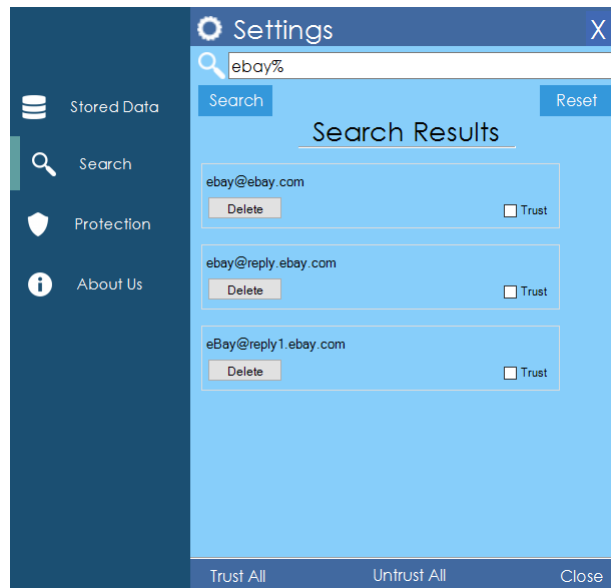 Settings
X
ebay%
Search
Reset
Search Results
Stored Data
Search
Protection
About Us
ebay@ebay.com
Delete
Trust
ebay@reply.ebay.com
Delete
Trust
eBay@reply1.ebay.com
Delete
Trust
Trust All
Untrust All
Close